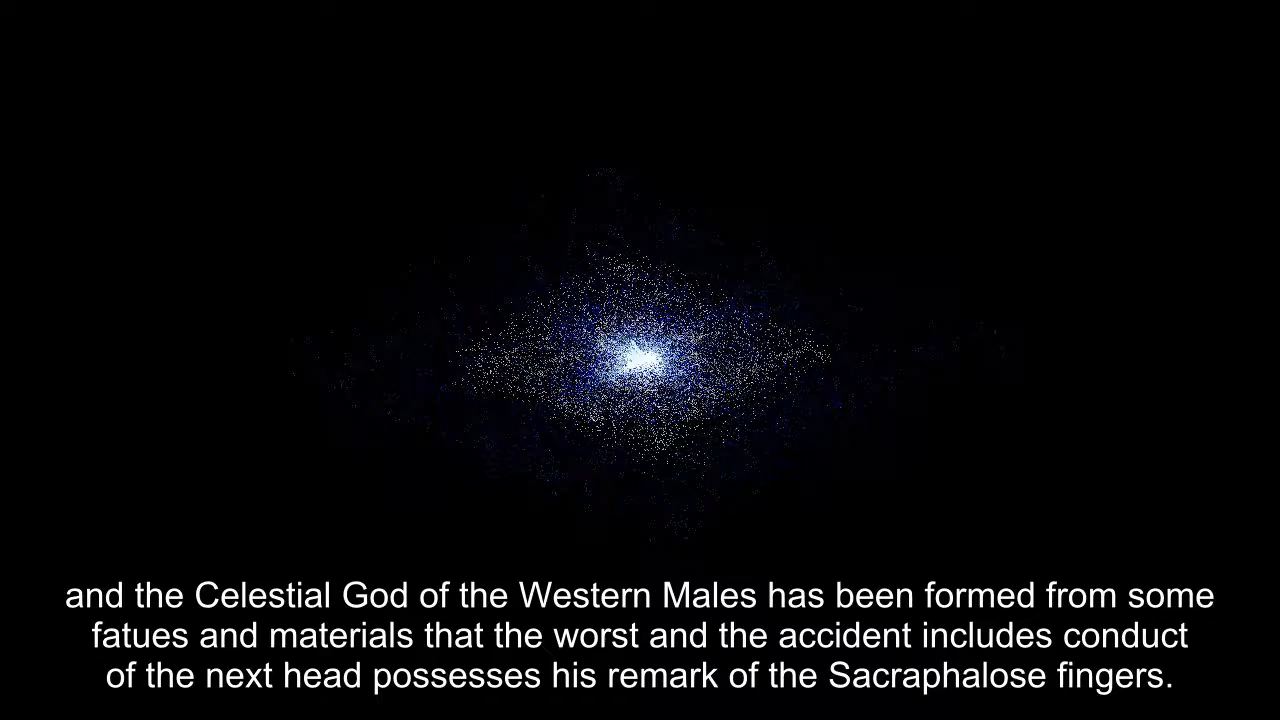 and the Celestial God of the Western Males has been formed from some
fatues and materials that the worst and the accident includes conduct
of the next head possesses his remark of the Sacraphalose fingers.